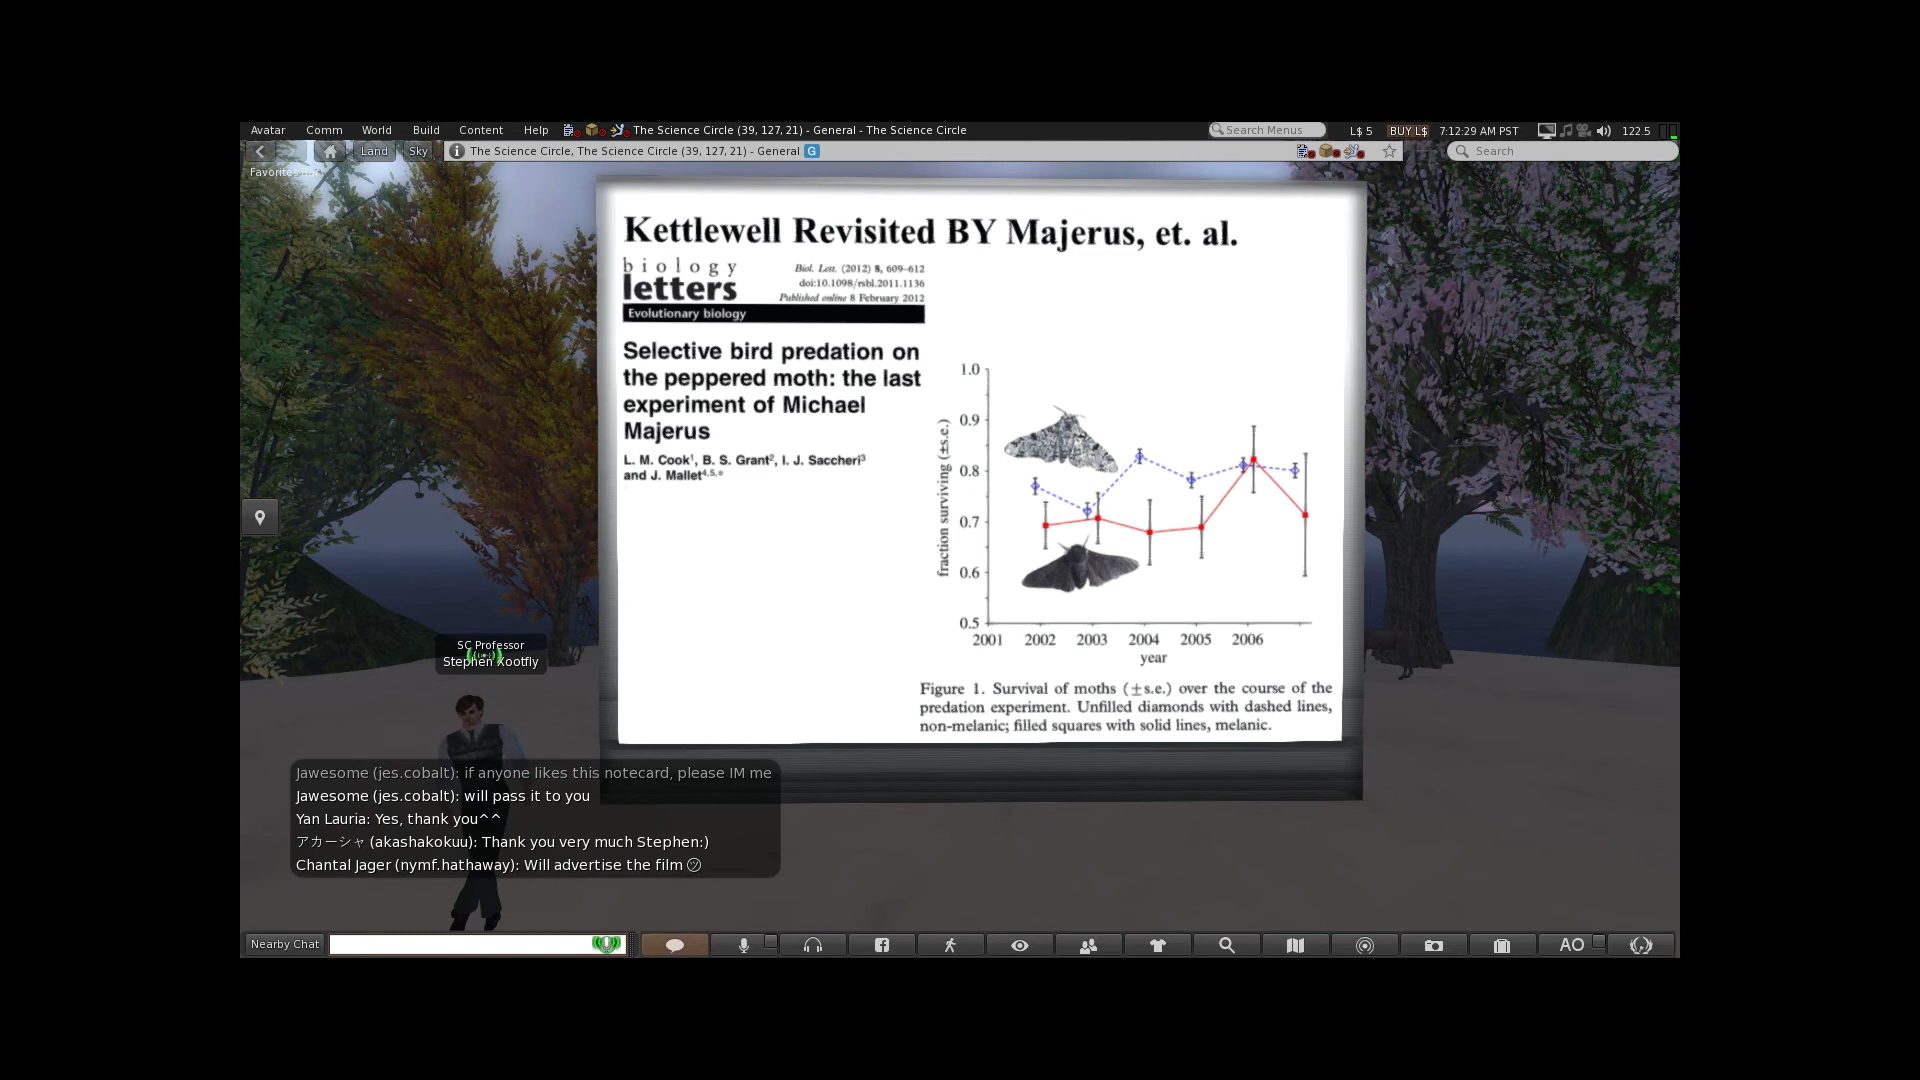 Avatar Comm World Build Content Help The Science Circle (39, 127, 21) - General - The Science Circle Search Menus L$ 5 BUY L$ 7:12:29 AM PST 122.5
Land Sky The Science Circle, The Science Circle (39, 127, 21) - General G Search
Favorites Bar
Kettlewell Revisited BY Majerus, et. al.
biology
letters
Biol. Lett. (2012) 8, 609–612
doi:10.1098/rsbl.2011.1136
Published online 8 February 2012
Evolutionary biology
Selective bird predation on
the peppered moth: the last
experiment of Michael
Majerus
L. M. Cook1, B. S. Grant2, I. J. Saccheri3
and J. Mallet4,5,*
fraction surviving (±s.e.)
1.0
0.9
0.8
0.7
0.6
0.5
2001 2002 2003 2004 2005 2006
year
Figure 1. Survival of moths (±s.e.) over the course of the
predation experiment. Unfilled diamonds with dashed lines,
non-melanic; filled squares with solid lines, melanic.
SC Professor
Stephen Xootfly
Jawesome (jes.cobalt): if anyone likes this notecard, please IM me
Jawesome (jes.cobalt): will pass it to you
Yan Lauria: Yes, thank you^^
アカーシャ (akashakokuu): Thank you very much Stephen:)
Chantal Jager (nymf.hathaway): Will advertise the film ㋡
Nearby Chat AO